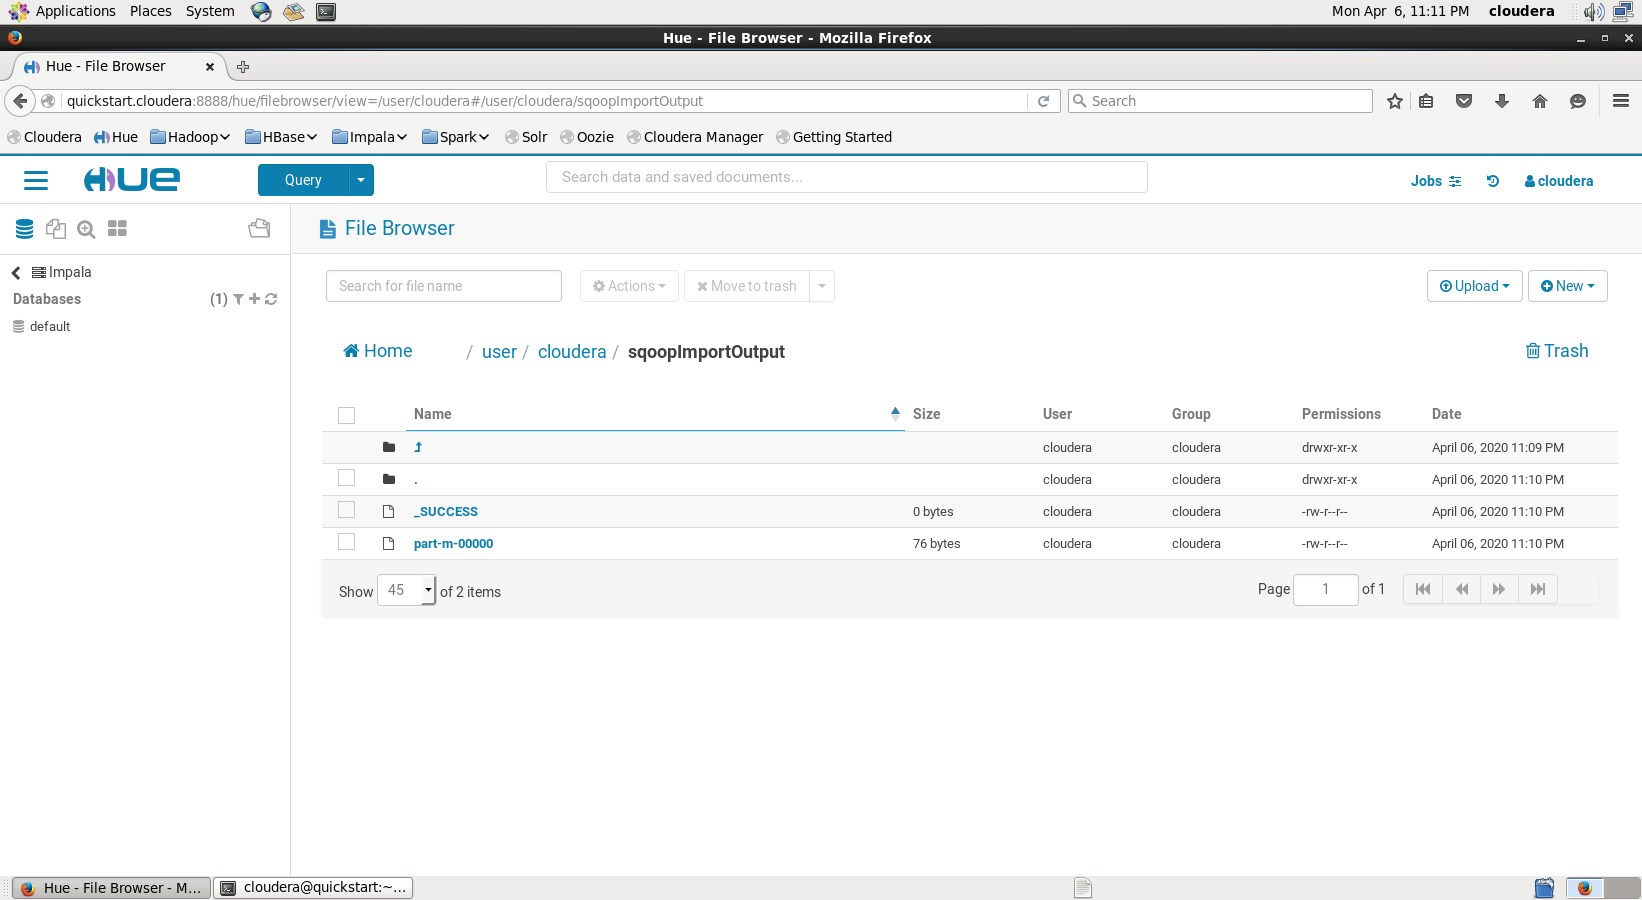 Applications Places System Mon Apr 6, 11:11 PM cloudera
Hue - File Browser - Mozilla Firefox
Hue - File Browser
quickstart.cloudera:8888/hue/filebrowser/view=/user/cloudera#/user/cloudera/sqoopImportOutput Search
Cloudera Hue Hadoop HBase Impala Spark Solr Oozie Cloudera Manager Getting Started
HUE Query Search data and saved documents... Jobs cloudera
File Browser
Impala
Databases (1)
default
Search for file name Actions Move to trash Upload New
Home / user / cloudera / sqoopImportOutput Trash
Name Size User Group Permissions Date
cloudera cloudera drwxr-xr-x April 06, 2020 11:09 PM
. cloudera cloudera drwxr-xr-x April 06, 2020 11:10 PM
_SUCCESS 0 bytes cloudera cloudera -rw-r--r-- April 06, 2020 11:10 PM
part-m-00000 76 bytes cloudera cloudera -rw-r--r-- April 06, 2020 11:10 PM
Show 45 of 2 items Page 1 of 1
Hue - File Browser - M... cloudera@quickstart:~...